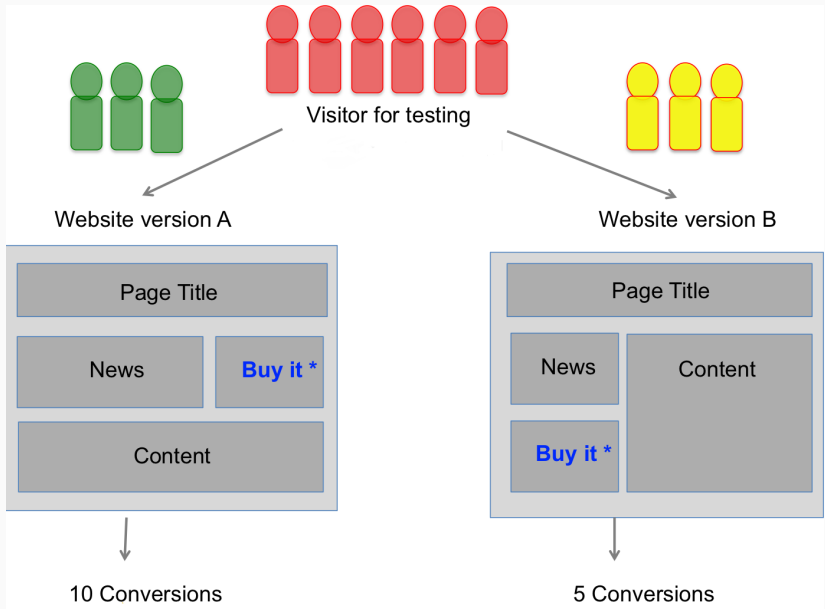 Visitor for testing
Website version A
Page Title
News
Buy it *
Content
10 Conversions
Website version B
Page Title
News
Content
Buy it *
5 Conversions